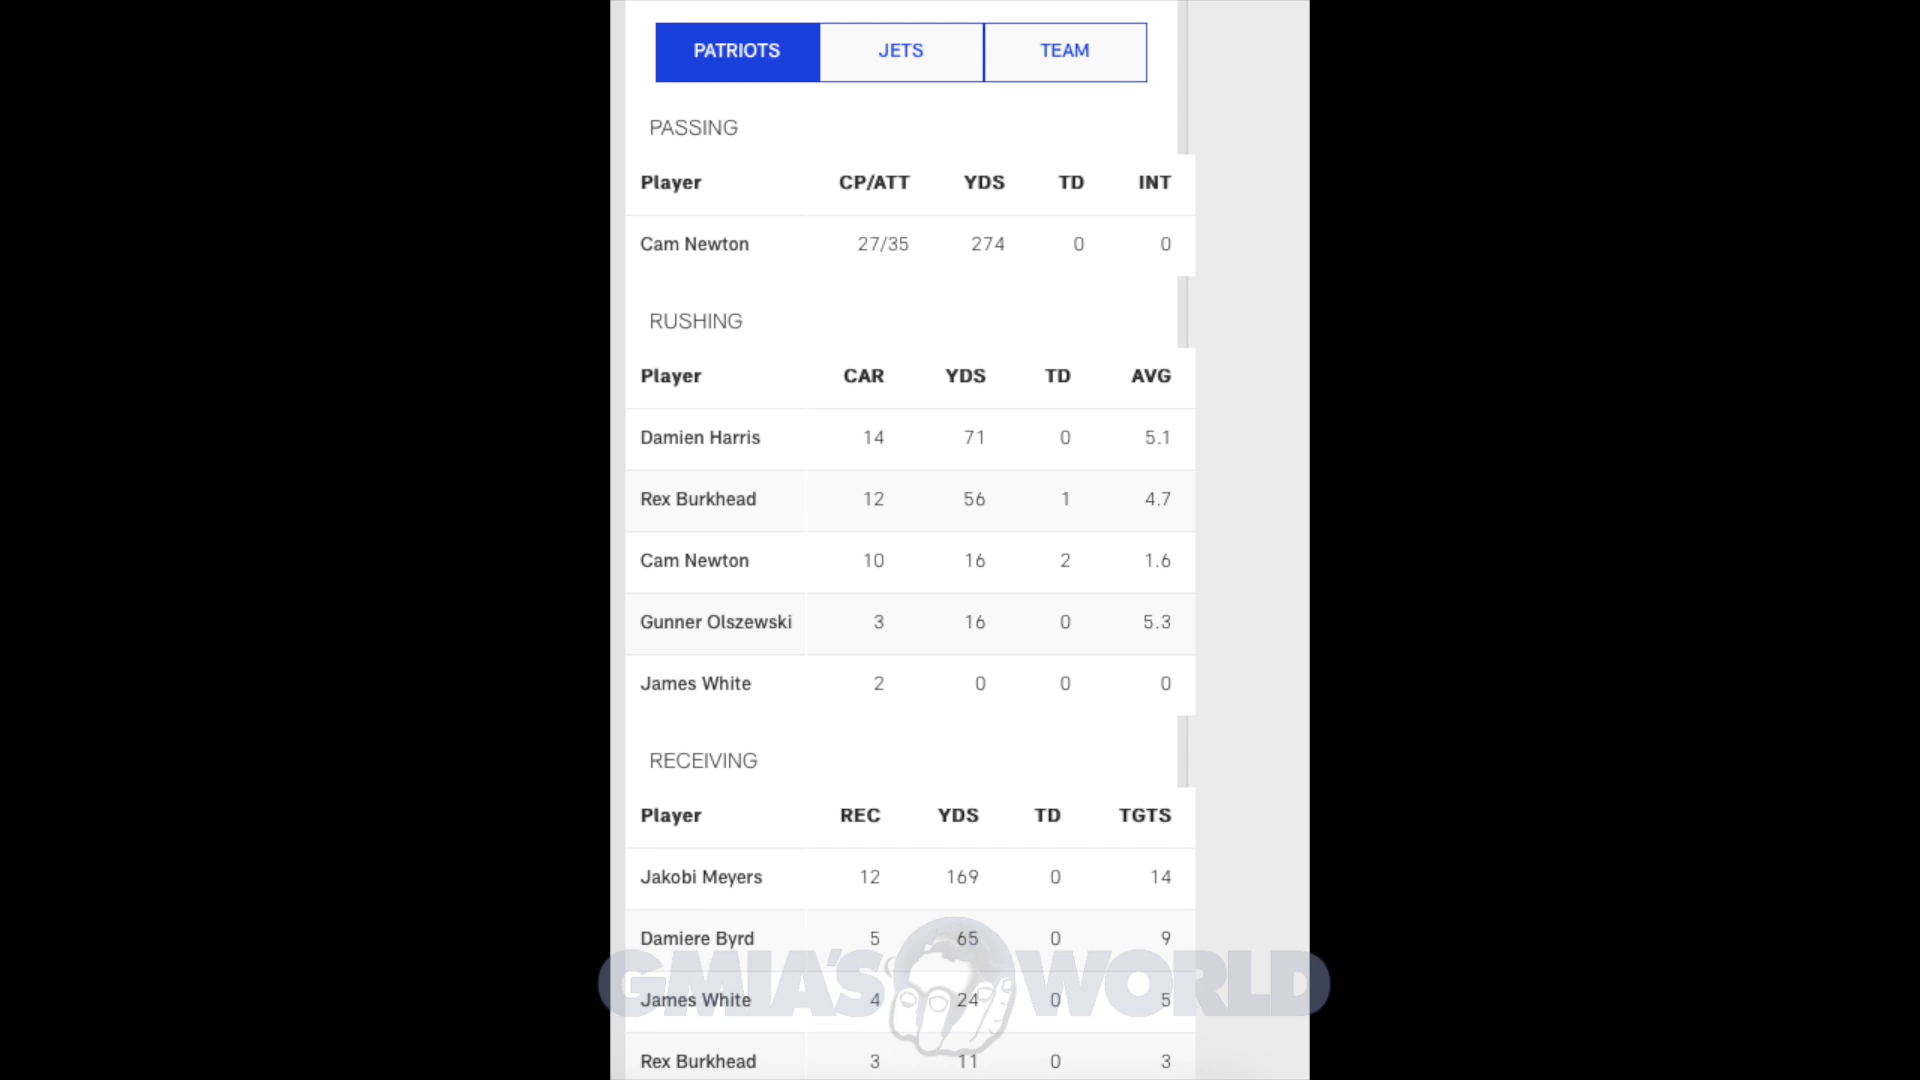 PATRIOTS JETS TEAM
PASSING
Player CP/ATT YDS TD INT
Cam Newton 27/35 274 0 0
RUSHING
Player CAR YDS TD AVG
Damien Harris 14 71 0 5.1
Rex Burkhead 12 56 1 4.7
Cam Newton 10 16 2 1.6
Gunner Olszewski 3 16 0 5.3
James White 2 0 0 0
RECEIVING
Player REC YDS TD TGTS
Jakobi Meyers 12 169 0 14
Damiere Byrd 5 65 0 9
GMIA'S WORLD
James White 4 24 0 5
Rex Burkhead 3 11 0 3